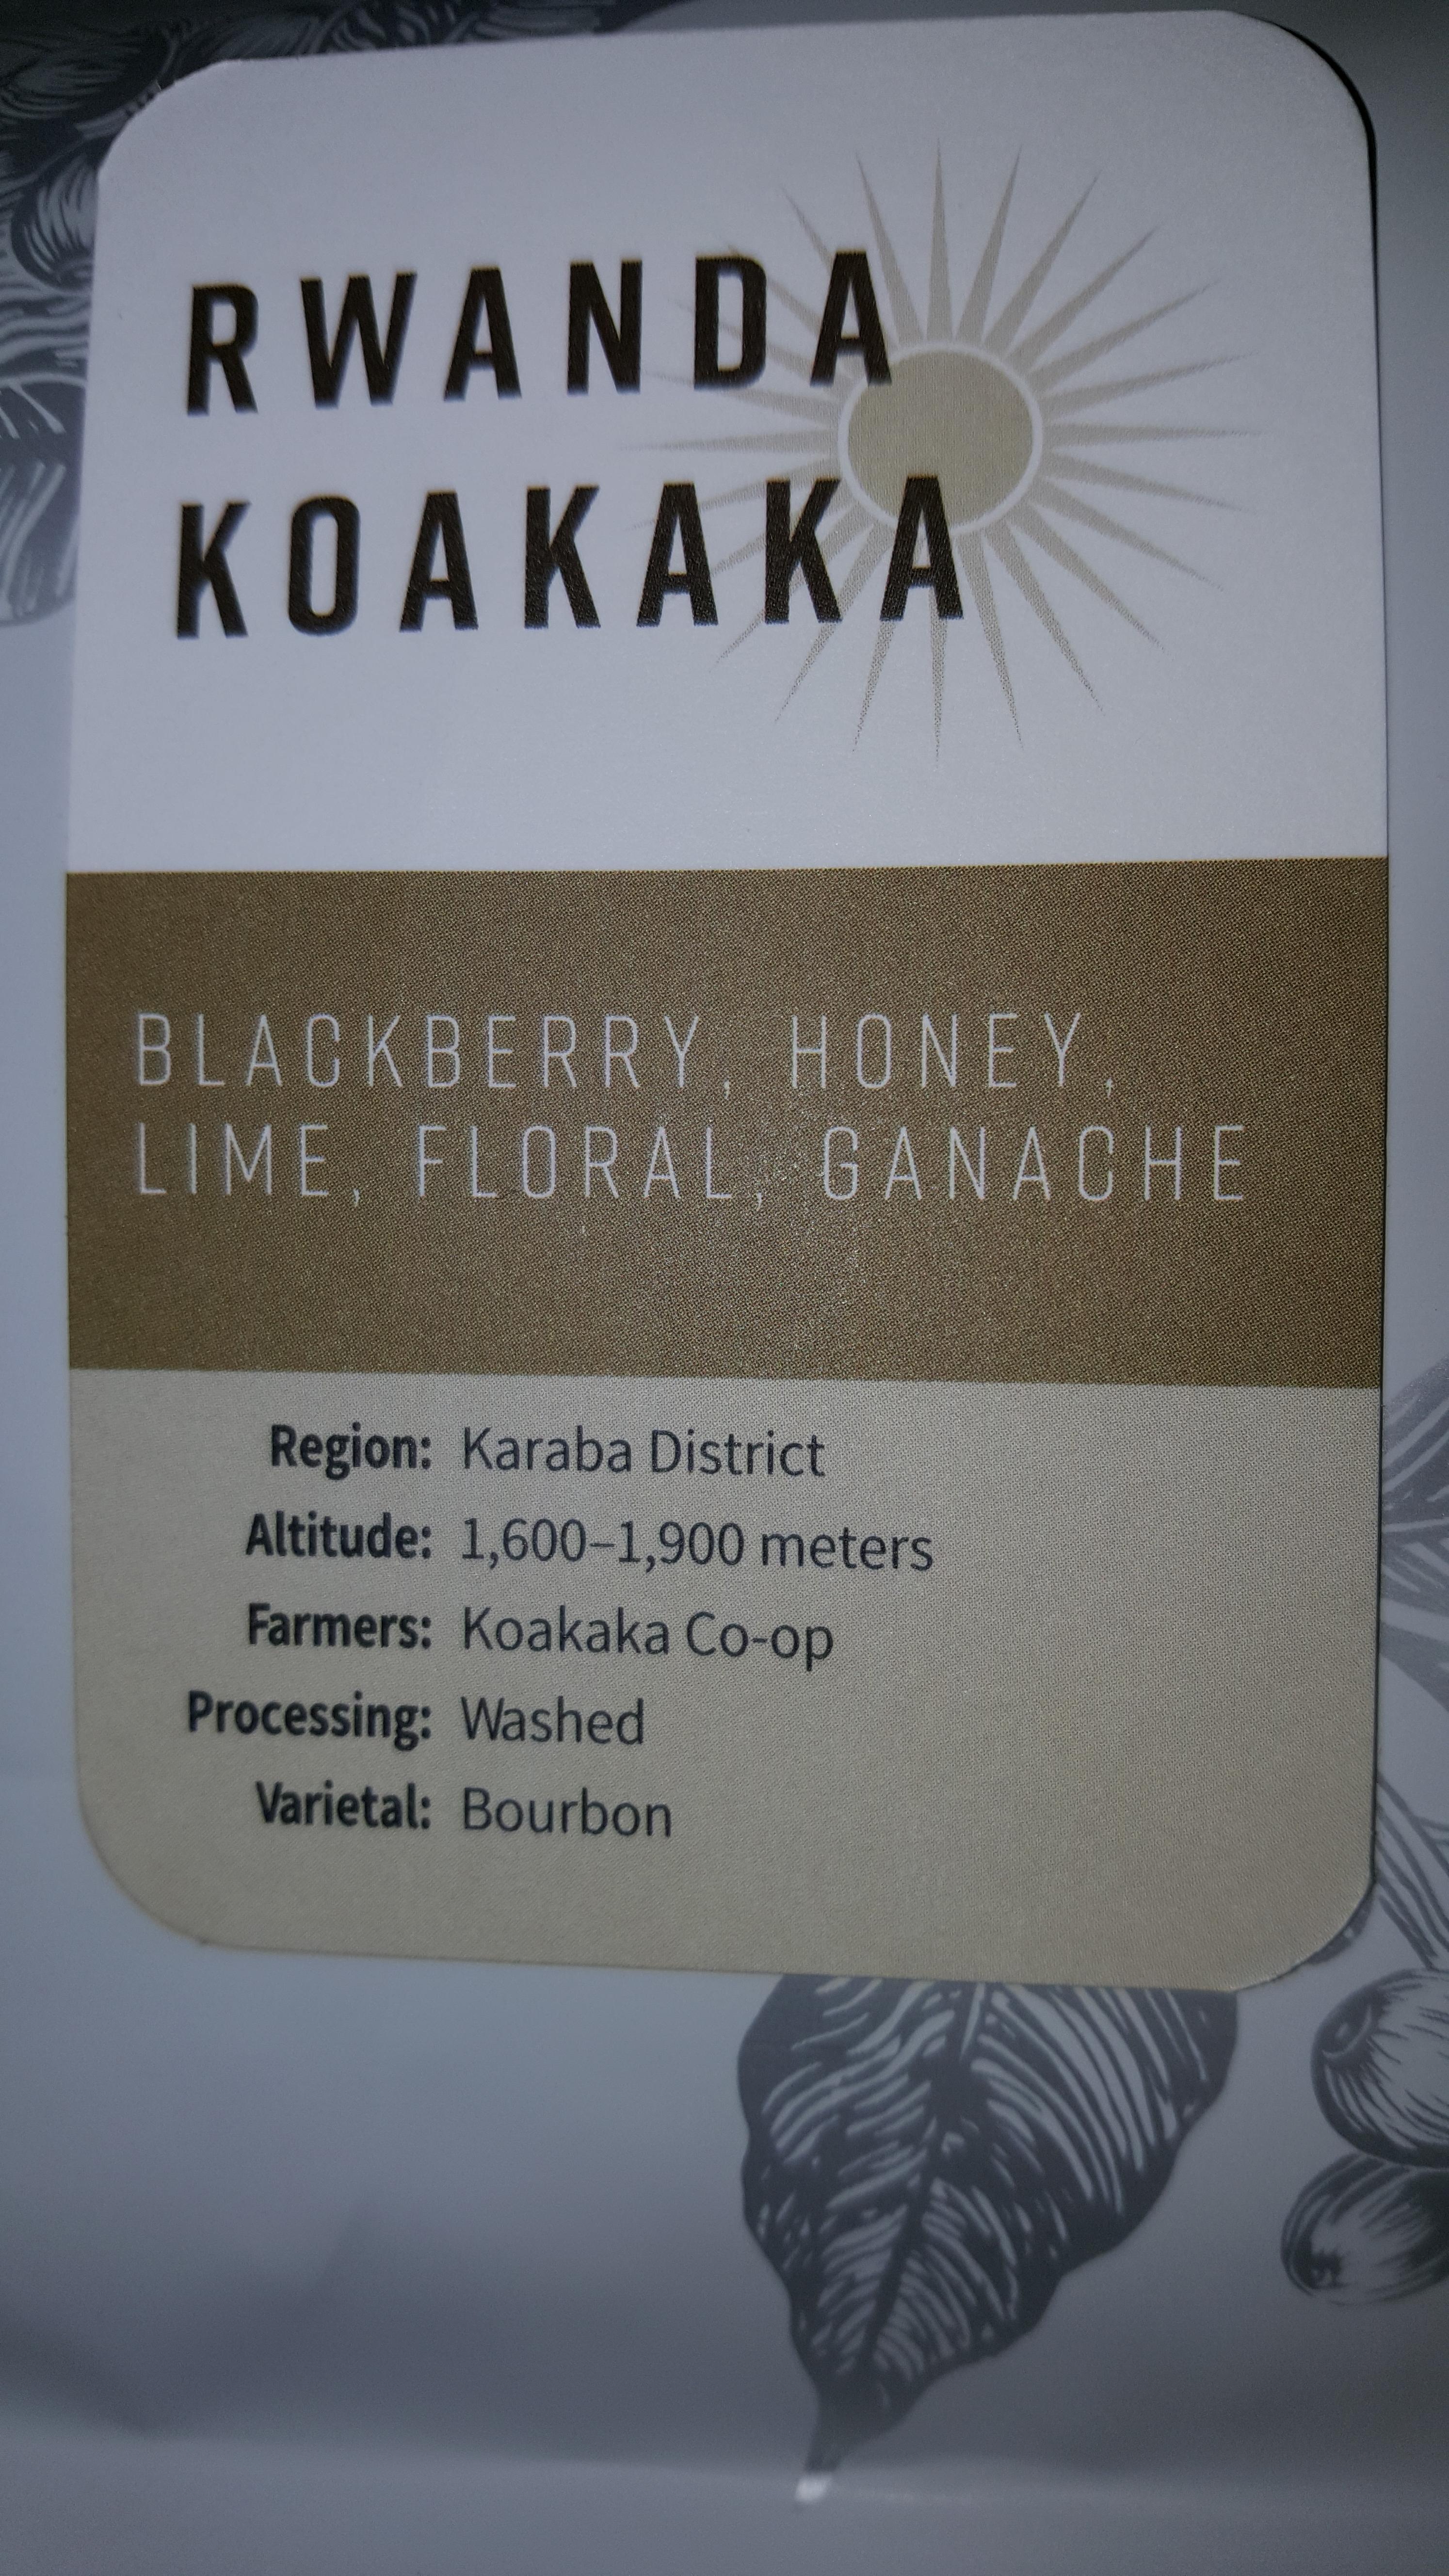 RWANDA
KOAKAKA
BLACKBERRY, HONEY,
LIME, FLORAL, GANACHE
Region: Karaba District
Altitude: 1,600–1,900 meters
Farmers: Koakaka Co-op
Processing: Washed
Varietal: Bourbon